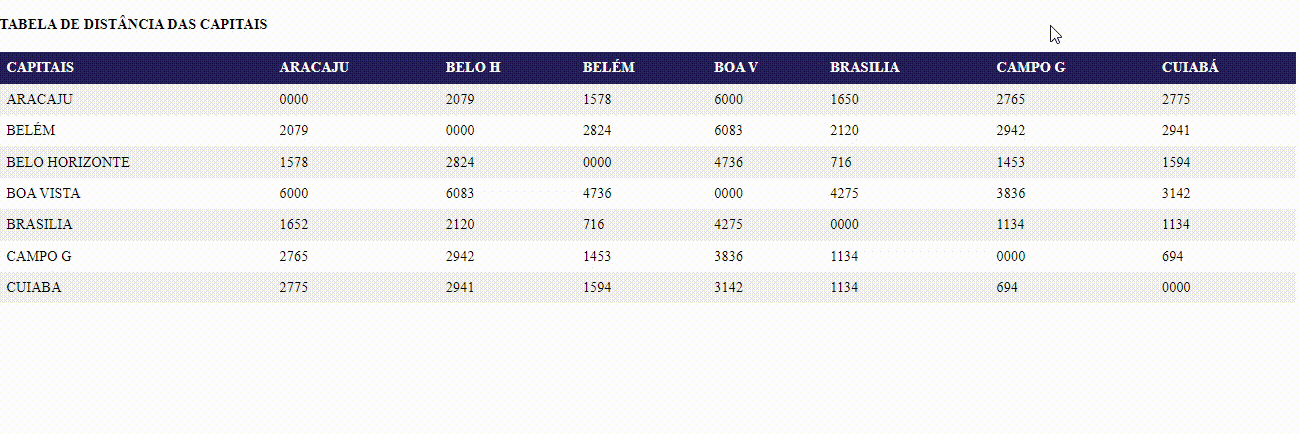 TABELA DE DISTÂNCIA DAS CAPITAIS
CAPITAIS ARACAJU BELO H BELÉM BOA V BRASILIA CAMPO G CUIABÁ
ARACAJU 0000 2079 1578 6000 1650 2765 2775
BELÉM 2079 0000 2824 6083 2120 2942 2941
BELO HORIZONTE 1578 2824 0000 4736 716 1453 1594
BOA VISTA 6000 6083 4736 0000 4275 3836 3142
BRASILIA 1652 2120 716 4275 0000 1134 1134
CAMPO G 2765 2942 1453 3836 1134 0000 694
CUIABA 2775 2941 1594 3142 1134 694 0000